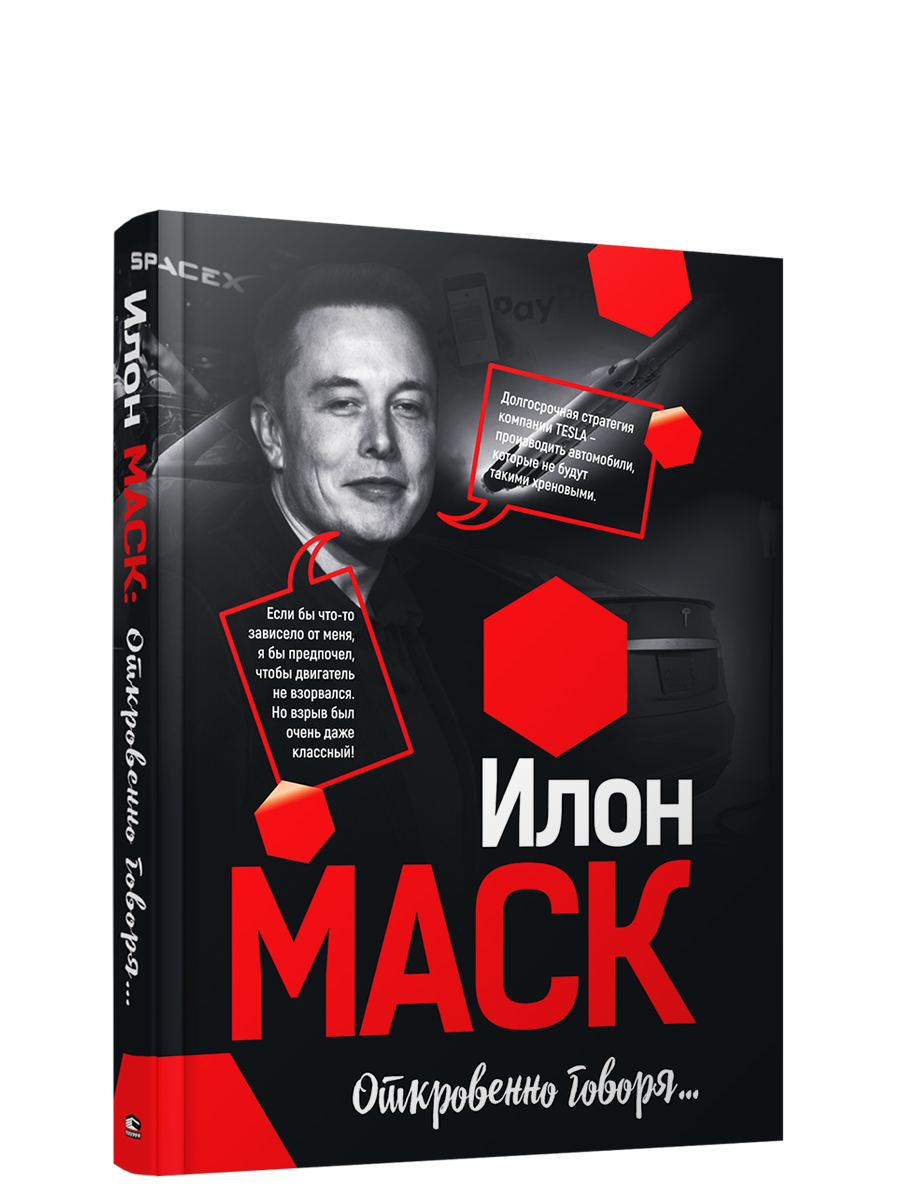 SPACEX
Илон МАСК: Откровенно говоря...
PayP
Долгосрочная стратегия
компании TESLA –
производить автомобили,
которые не будут
такими хреновыми.
Если бы что-то
зависело от меня,
я бы предпочел,
чтобы двигатель
не взорвался.
Но взрыв был
очень даже
классный!
Илон
МАСК
Откровенно говоря...